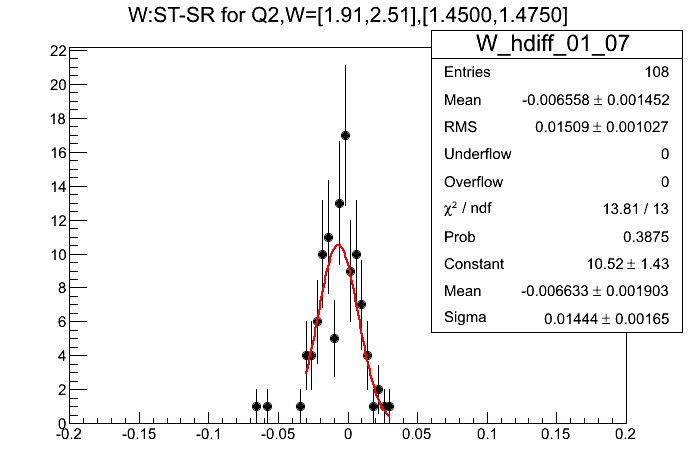 W:ST-SR for Q2,W=[1.91,2.51],[1.4500,1.4750]
W_hdiff_01_07
Entries 108
Mean -0.006558 ± 0.001452
RMS 0.01509 ± 0.001027
Underflow 0
Overflow 0
χ² / ndf 13.81 / 13
Prob 0.3875
Constant 10.52 ± 1.43
Mean -0.006633 ± 0.001903
Sigma 0.01444 ± 0.00165
22
20
18
16
14
12
10
8
6
4
2
0
-0.2 -0.15 -0.1 -0.05 0 0.05 0.1 0.15 0.2